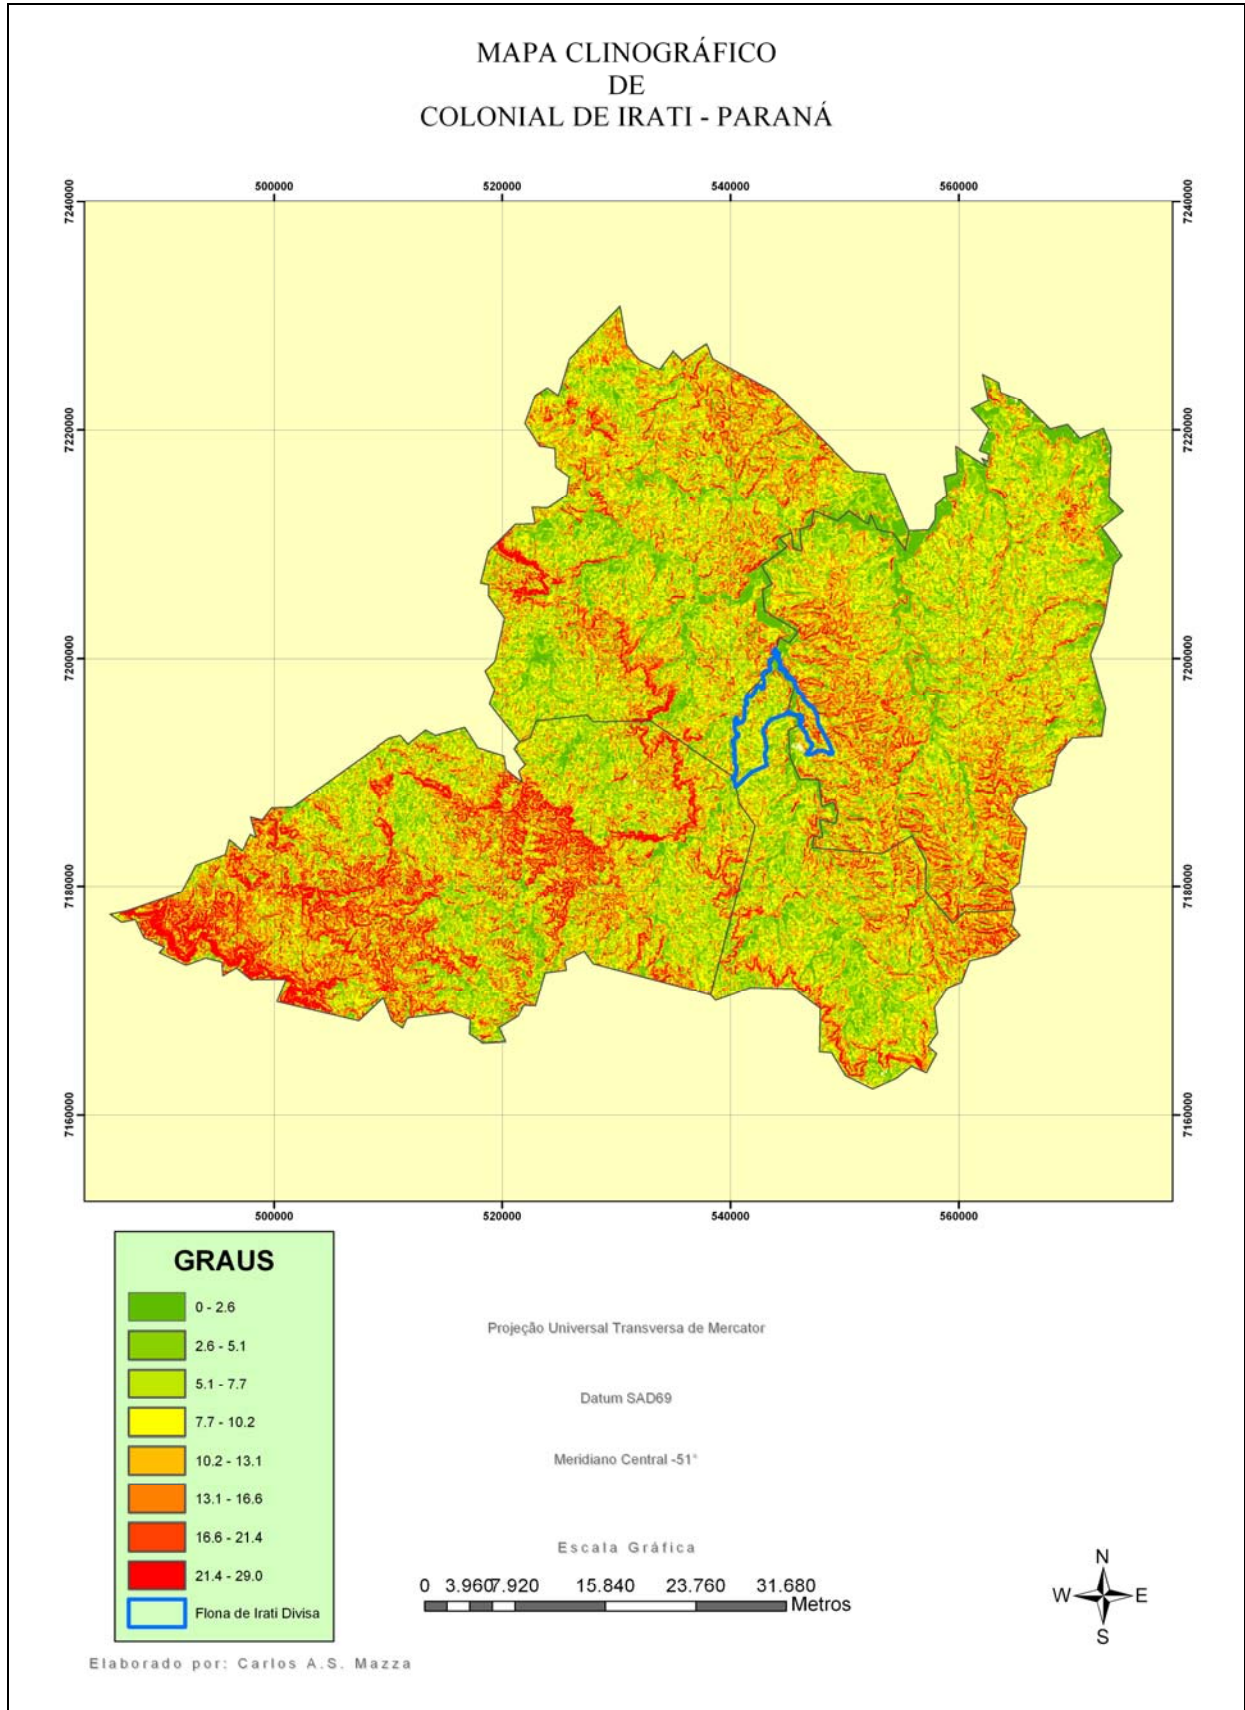 MAPA CLINOGRÁFICO
DE
COLONIAL DE IRATI - PARANÁ
500000 520000 540000 560000
7240000 7240000
7220000 7220000
7200000 7200000
7180000 7180000
7160000 7160000
500000 520000 540000 560000
GRAUS
0 - 2.6
2.6 - 5.1
5.1 - 7.7
7.7 - 10.2
10.2 - 13.1
13.1 - 16.6
16.6 - 21.4
21.4 - 29.0
Flona de Irati Divisa
Projeção Universal Transversa de Mercator
Datum SAD69
Meridiano Central -51°
Escala Gráfica
0 3.960 7.920 15.840 23.760 31.680
Metros
N
W E
S
Elaborado por: Carlos A.S. Mazza